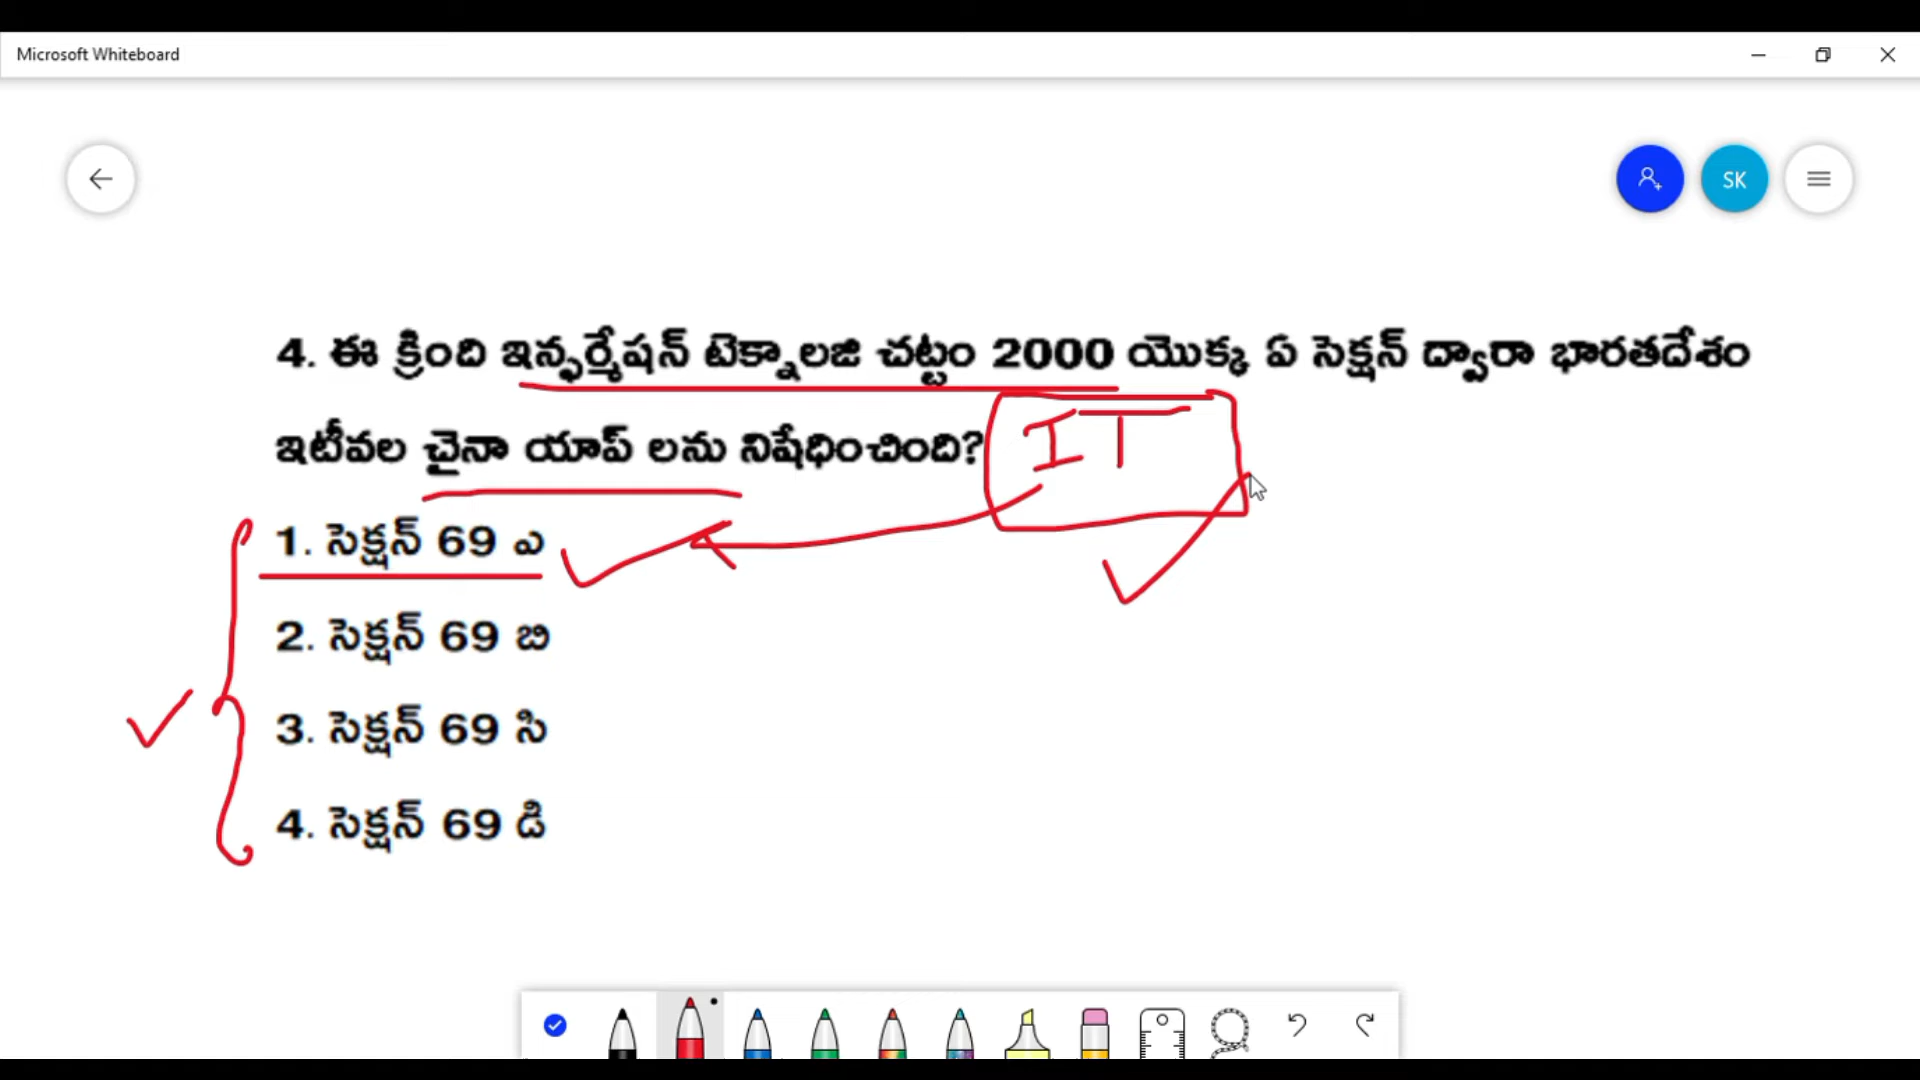 Microsoft Whiteboard
SK
4. ఈ క్రింది ఇన్ఫర్మేషన్ టెక్నాలజి చట్టం 2000 యొక్క ఏ సెక్షన్ ద్వారా భారతదేశం
ఇటీవల చైనా యాప్ లను నిషేధించింది?
IT
1. సెక్షన్ 69 ఎ
2. సెక్షన్ 69 బి
3. సెక్షన్ 69 సి
4. సెక్షన్ 69 డి